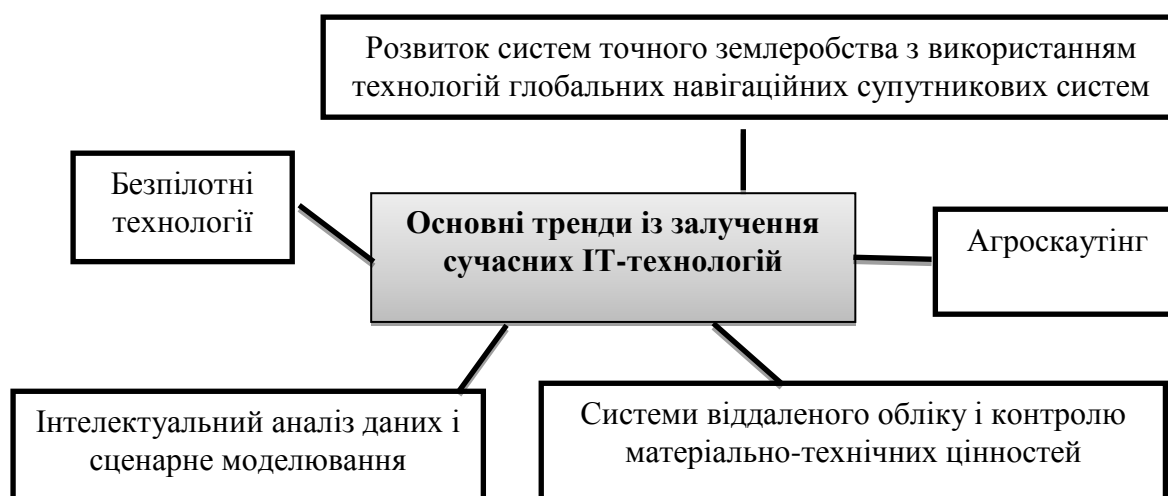 Розвиток систем точного землеробства з використанням
технологій глобальних навігаційних супутникових систем
Безпілотні
технології
Основні тренди із залучення
сучасних ІТ-технологій
Агроскаутінг
Інтелектуальний аналіз даних і
сценарне моделювання
Системи віддаленого обліку і контролю
матеріально-технічних цінностей